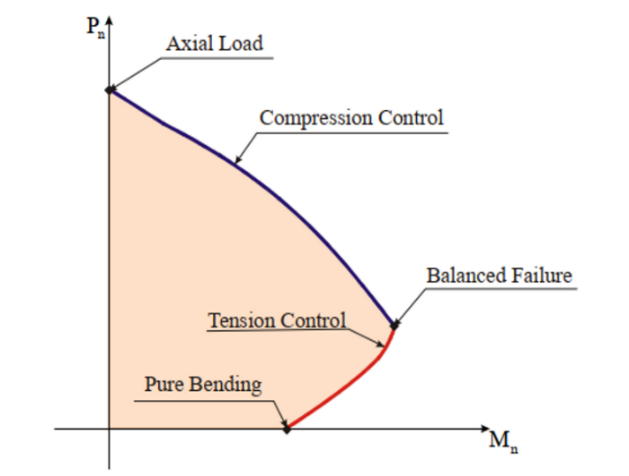 Pn
Axial Load
Compression Control
Balanced Failure
Tension Control
Pure Bending
Mn